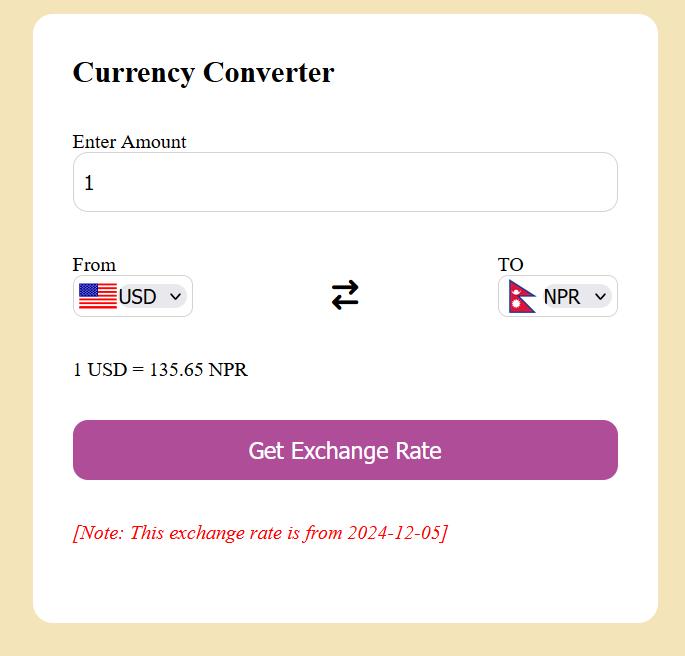 Currency Converter
Enter Amount
1
From
TO
USD
NPR
1 USD = 135.65 NPR
Get Exchange Rate
[Note: This exchange rate is from 2024-12-05]